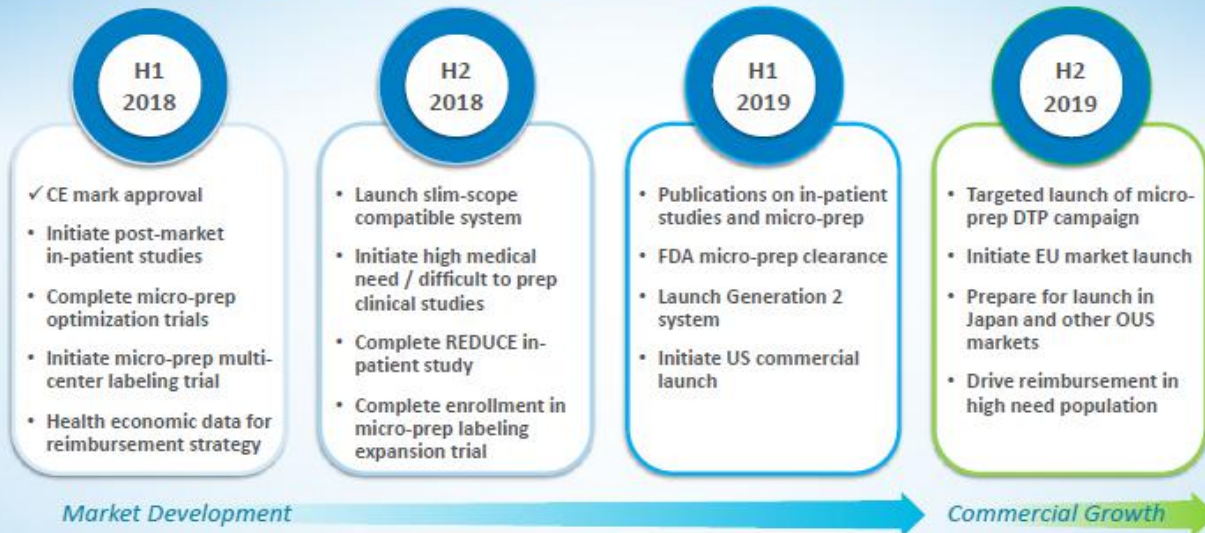 H1
2018
✓ CE mark approval
• Initiate post-market
in-patient studies
• Complete micro-prep
optimization trials
• Initiate micro-prep multi-
center labeling trial
• Health economic data for
reimbursement strategy
H2
2018
• Launch slim-scope
compatible system
• Initiate high medical
need / difficult to prep
clinical studies
• Complete REDUCE in-
patient study
• Complete enrollment in
micro-prep labeling
expansion trial
H1
2019
• Publications on in-patient
studies and micro-prep
• FDA micro-prep clearance
• Launch Generation 2
system
• Initiate US commercial
launch
H2
2019
• Targeted launch of micro-
prep DTP campaign
• Initiate EU market launch
• Prepare for launch in
Japan and other OUS
markets
• Drive reimbursement in
high need population
Market Development
Commercial Growth